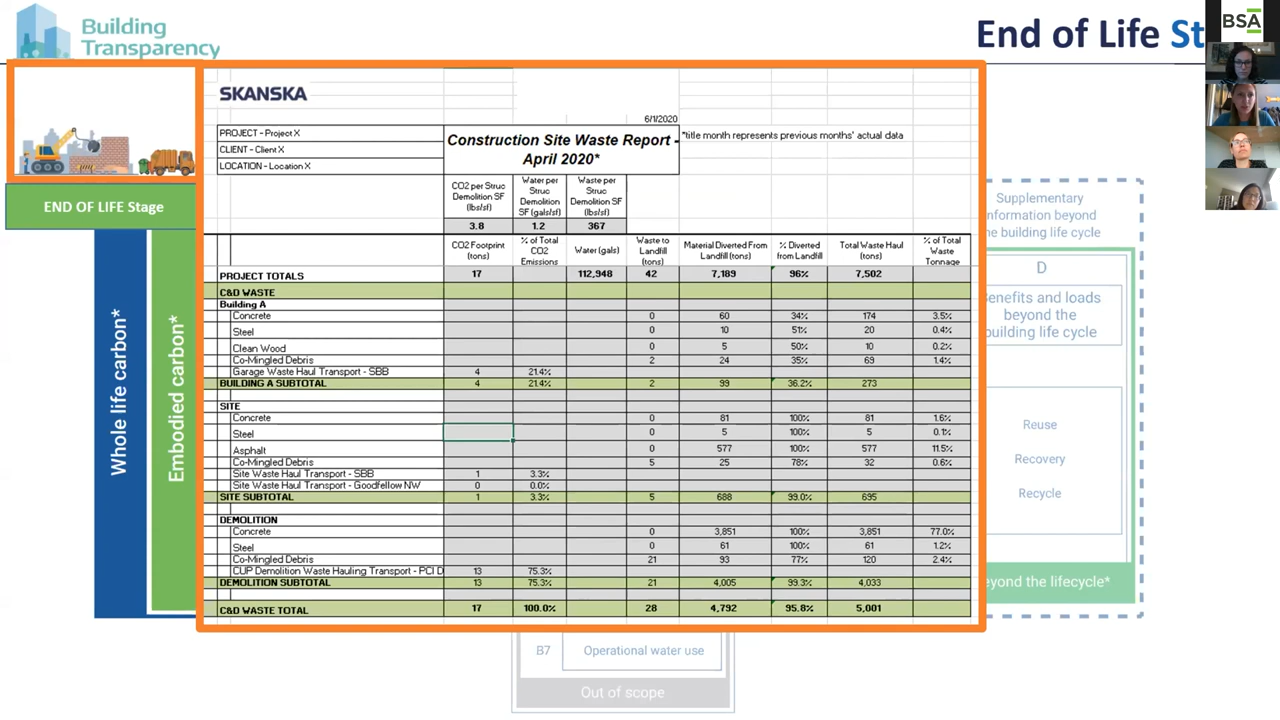 Building
Transparency
End of Life St
BSA
SKANSKA
6/1/2020
PROJECT - Project X
CLIENT - Client X
LOCATION - Location X
Construction Site Waste Report -
April 2020*
*title month represents previous months' actual data
CO2 per Struc Demolition SF (lbs/sf) Water per Struc Demolition SF (gals/sf) Waste per Struc Demolition SF (lbs/sf)
3.8 1.2 367
CO2 Footprint (tons) % of Total CO2 Emissions Water (gals) Waste to Landfill (tons) Material Diverted From Landfill (tons) % Diverted from Landfill Total Waste Haul (tons) % of Total Waste Tonnage
PROJECT TOTALS 17 112,948 42 7,189 96% 7,502
C&D WASTE
Building A
Concrete 0 60 34% 174 3.5%
Steel 0 10 51% 20 0.4%
Clean Wood 0 5 50% 10 0.2%
Co-Mingled Debris 2 24 35% 69 1.4%
Garage Waste Haul Transport - SBB 4 21.4%
BUILDING A SUBTOTAL 4 21.4% 2 99 36.2% 273
SITE
Concrete 0 81 100% 81 1.6%
Steel 0 5 100% 5 0.1%
Asphalt 0 577 100% 577 11.5%
Co-Mingled Debris 5 25 78% 32 0.6%
Site Waste Haul Transport - SBB 1 3.3%
Site Waste Haul Transport - Goodfellow NW 0 0.0%
SITE SUBTOTAL 1 3.3% 5 688 99.0% 695
DEMOLITION
Concrete 0 3,851 100% 3,851 77.0%
Steel 0 61 100% 61 1.2%
Co-Mingled Debris 21 93 77% 120 2.4%
CUP Demolition Waste Hauling Transport - PCI D 13 75.3%
DEMOLITION SUBTOTAL 13 75.3% 21 4,005 99.3% 4,033
C&D WASTE TOTAL 17 100.0% 28 4,792 95.8% 5,001
END OF LIFE Stage
Whole life carbon*
Embodied carbon*
Supplementary
nformation beyond
he building life cycle
D
Benefits and loads
beyond the
building life cycle
Reuse
Recovery
Recycle
eyond the lifecycle*
B7 Operational water use
Out of scope